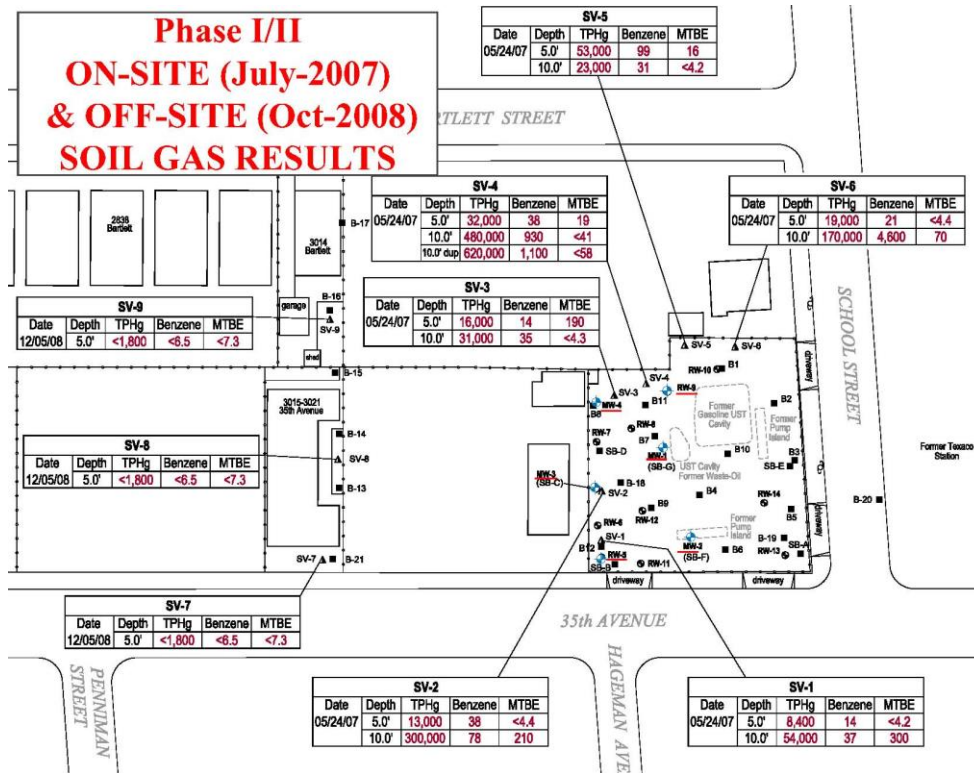 Phase I/II
ON-SITE (July-2007)
& OFF-SITE (Oct-2008)
SOIL GAS RESULTS
SV-5
Date Depth TPHg Benzene MTBE
05/24/07 5.0' 53,000 99 16
10.0' 23,000 31 <4.2
RTLETT STREET
SV-4
Date Depth TPHg Benzene MTBE
05/24/07 5.0' 32,000 38 19
10.0' 480,000 930 <41
10.0' dup 620,000 1,100 <58
SV-6
Date Depth TPHg Benzene MTBE
05/24/07 5.0' 19,000 21 <4.4
10.0' 170,000 4,600 70
2836
Bartlett
3014
Bartlett
B-17
SV-3
Date Depth TPHg Benzene MTBE
05/24/07 5.0' 16,000 14 190
10.0' 31,000 35 <4.3
SV-9
Date Depth TPHg Benzene MTBE
12/05/08 5.0' <1,800 <6.5 <7.3
garage
B-16
SV-9
shed
B-15
SCHOOL STREET
SV-5
SV-6
driveway
RW-10
B1
SV-4
SV-3
RW-9
MW-4
B8
B11
B2
Former
Gasoline UST
Cavity
Former
Pump
Island
3015-3021
35th Avenue
B-14
SV-8
B-13
SV-8
Date Depth TPHg Benzene MTBE
12/05/08 5.0' <1,800 <6.5 <7.3
RW-8
RW-7
B7
SB-D
MW-1
(SB-G)
B10
B3
SB-E
UST Cavity
Former Waste-Oil
Former Texaco
Station
MW-3
(SB-C)
SV-2
B-18
B4
RW-14
B-20
B9
RW-12
B5
RW-6
SV-1
Former
Pump
Island
B12
MW-2
(SB-F)
B6
B-19
SB-A
RW-13
driveway
RW-5
SB-B
RW-11
SV-7
B-21
driveway
driveway
SV-7
Date Depth TPHg Benzene MTBE
12/05/08 5.0' <1,800 <6.5 <7.3
35th AVENUE
PENNIMAN
STREET
HAGEMAN AVE
SV-2
Date Depth TPHg Benzene MTBE
05/24/07 5.0' 13,000 38 <4.4
10.0' 300,000 78 210
SV-1
Date Depth TPHg Benzene MTBE
05/24/07 5.0' 8,400 14 <4.2
10.0' 54,000 37 300